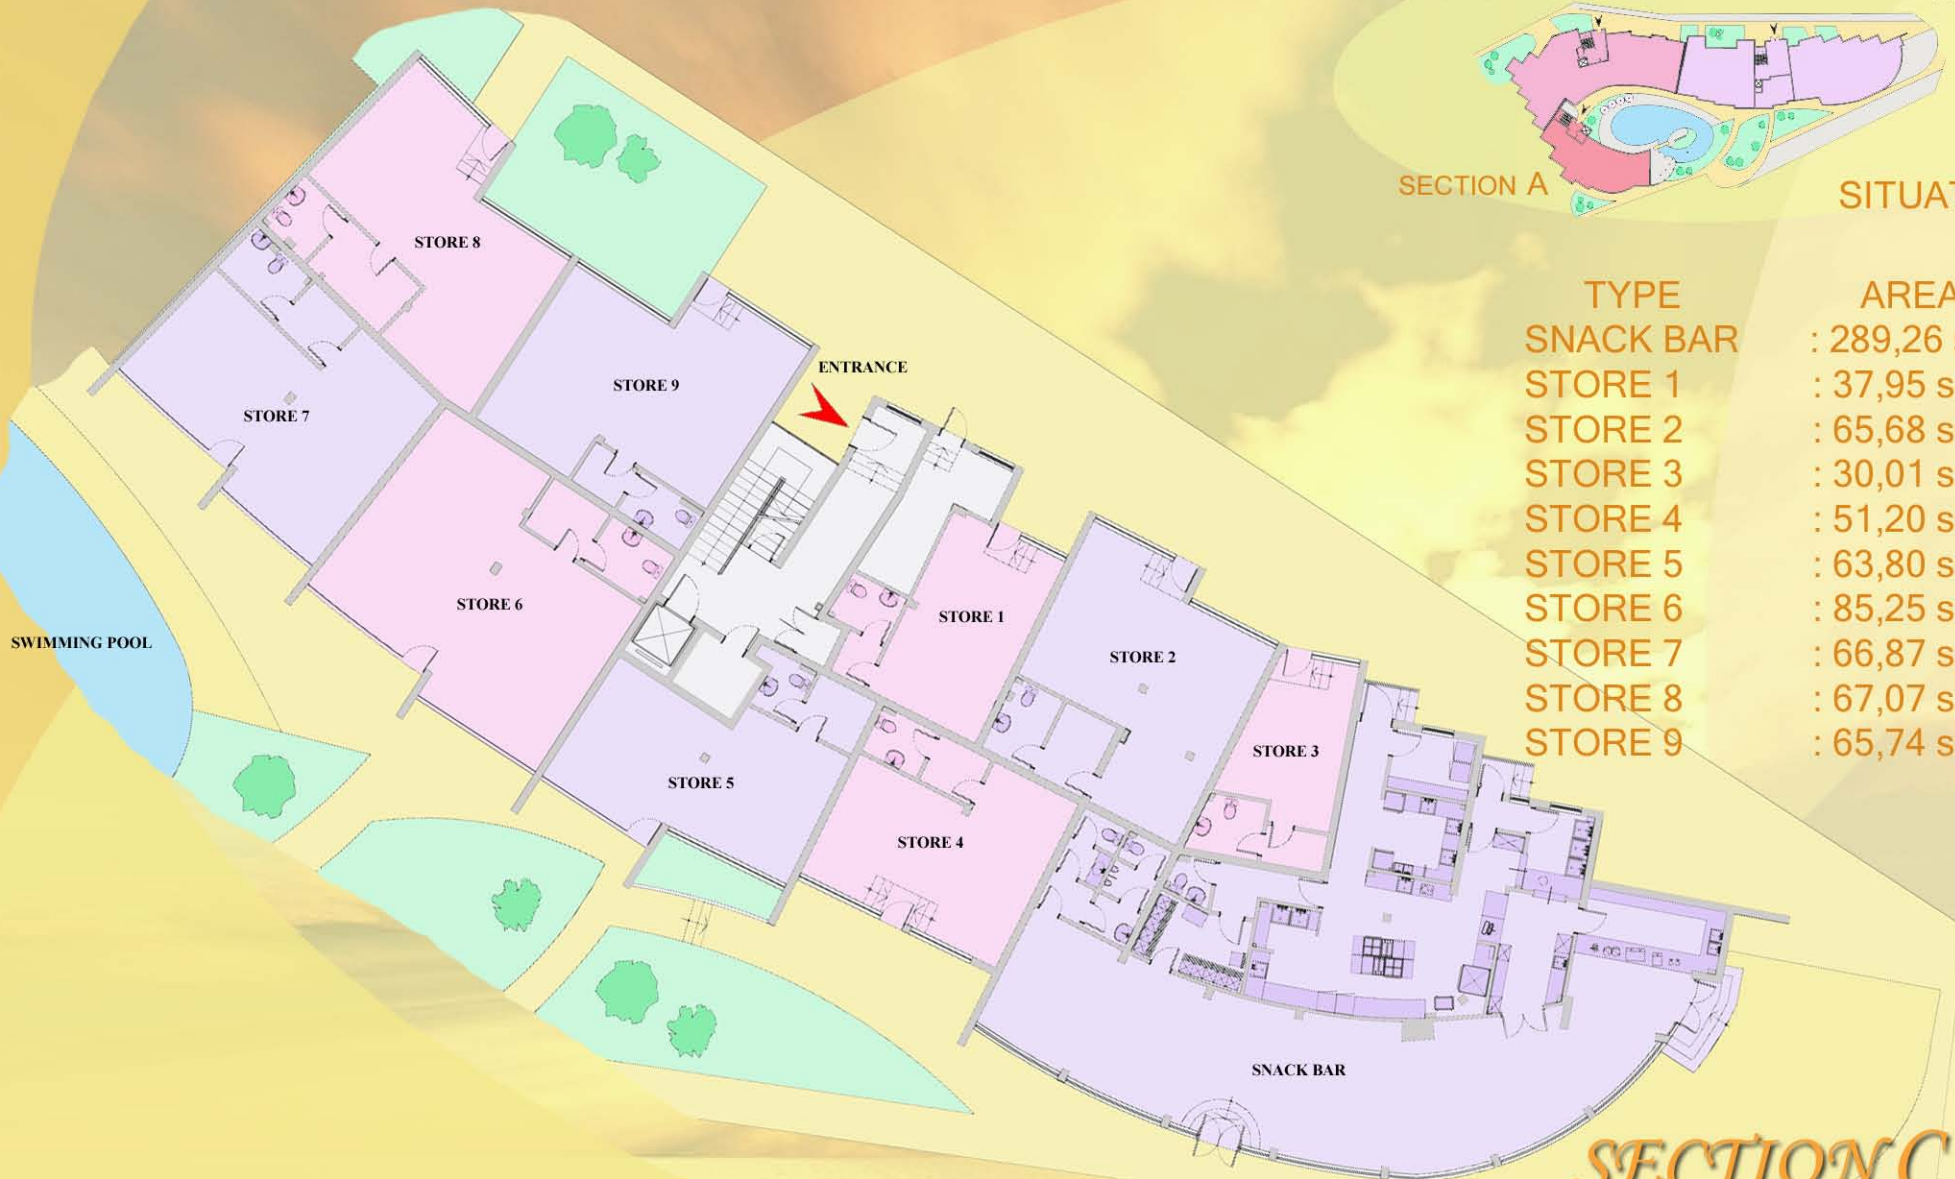 SECTION A
SITUAT
TYPE AREA
SNACK BAR : 289,26
STORE 1 : 37,95 s
STORE 2 : 65,68 s
STORE 3 : 30,01 s
STORE 4 : 51,20 s
STORE 5 : 63,80 s
STORE 6 : 85,25 s
STORE 7 : 66,87 s
STORE 8 : 67,07 s
STORE 9 : 65,74 s
STORE 8
ENTRANCE
STORE 9
STORE 7
STORE 6
STORE 1
SWIMMING POOL
STORE 2
STORE 3
STORE 5
STORE 4
SNACK BAR
SECTION C